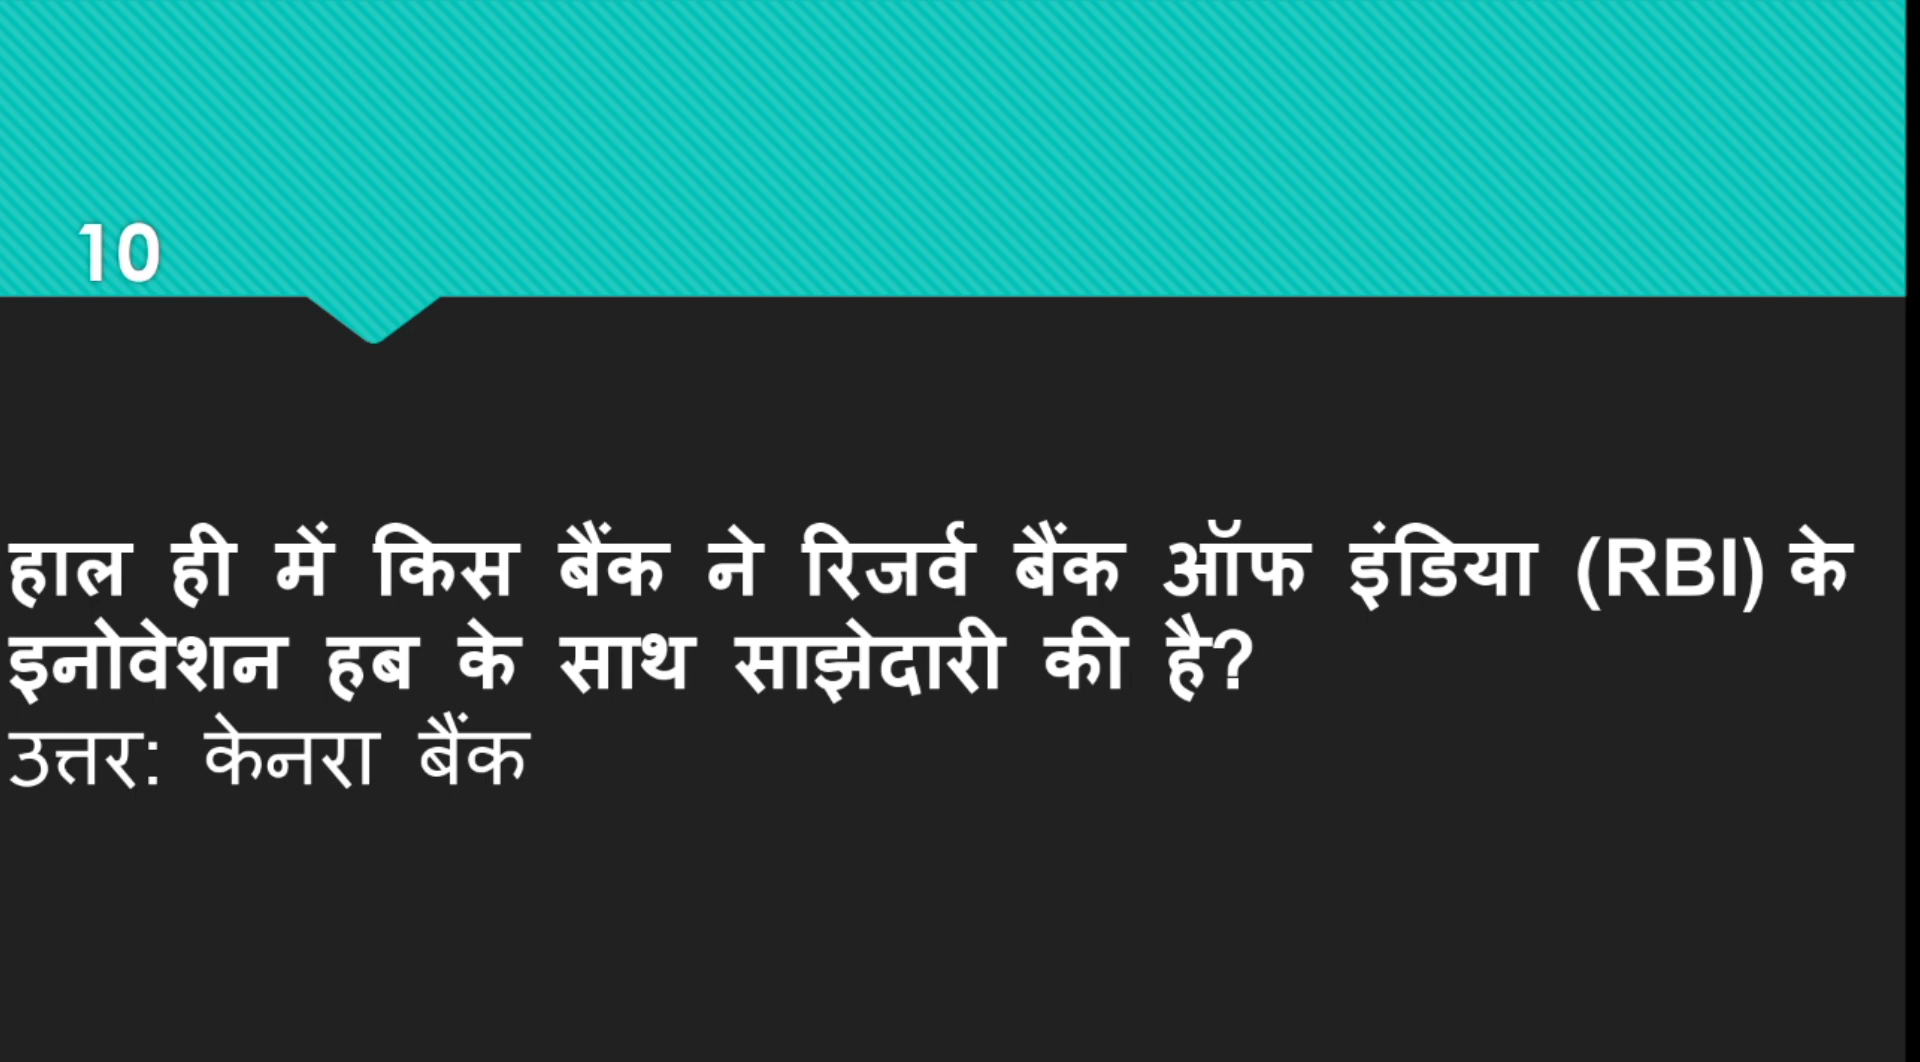 10
हाल ही में किस बैंक ने रिजर्व बैंक ऑफ इंडिया (RBI) के
इनोवेशन हब के साथ साझेदारी की है?
उत्तर: केनरा बैंक